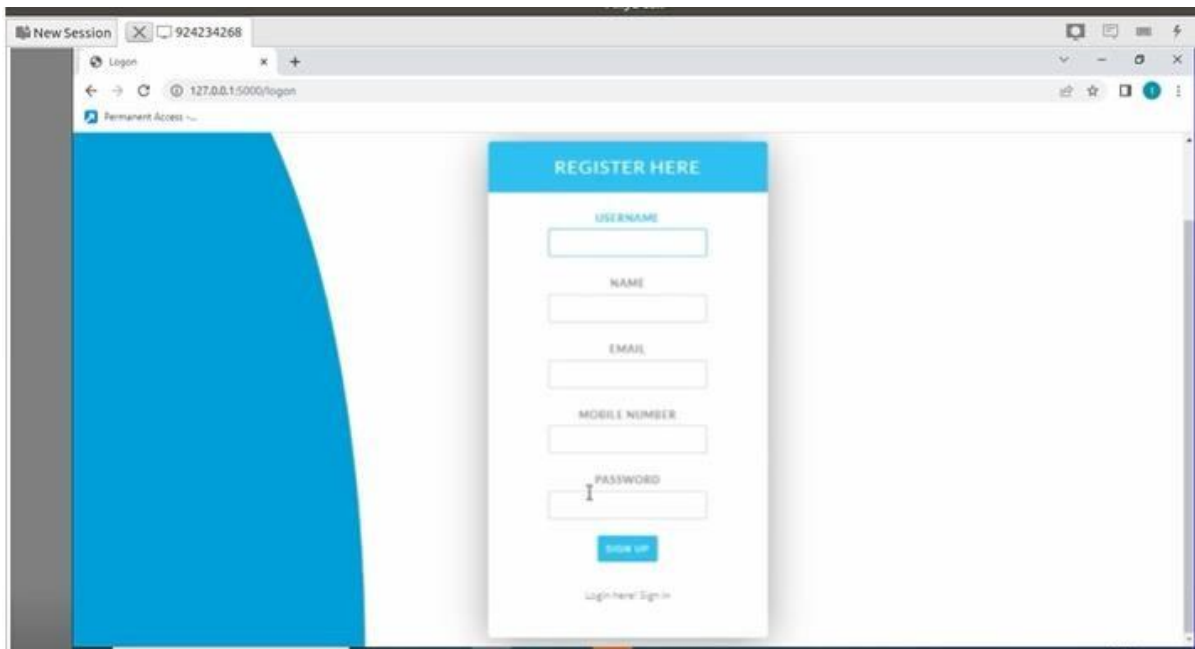 New Session
924234268
Logon
127.0.0.1:5000/logon
Permanent Access -...
REGISTER HERE
USERNAME
NAME
EMAIL
MOBILE NUMBER
PASSWORD
SIGN UP
Login here! Sign in